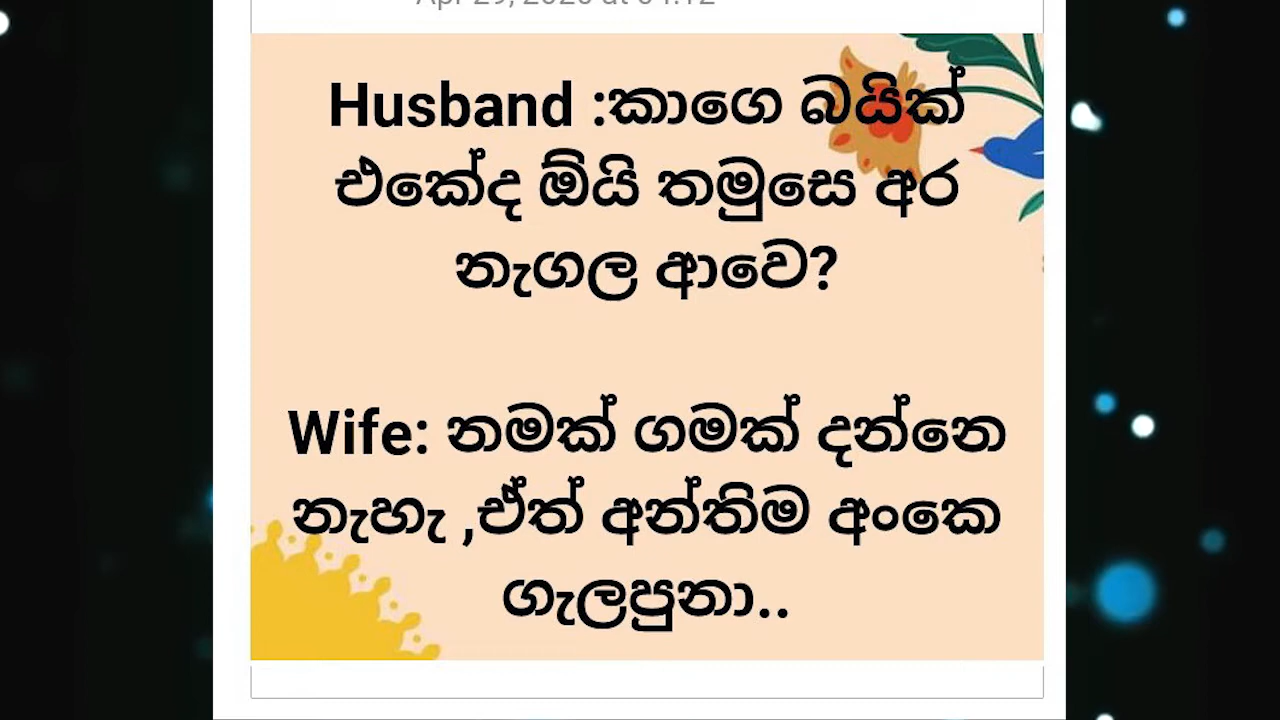 Husband :කාගෙ බයික්
එකේද ඕයි තමුසෙ අර
නැගල ආවෙ?
Wife: නමක් ගමක් දන්නෙ
නැහැ ,ඒත් අන්තිම අංකෙ
ගැලපුනා..